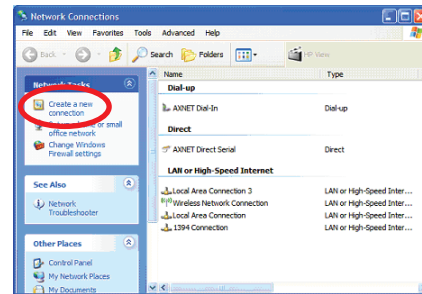 Network Connections
File Edit View Favorites Tools Advanced Help
Back Search Folders HP View
Network Tasks
Create a new
connection
Set up a home or small
office network
Change Windows
Firewall settings
See Also
Network
Troubleshooter
Other Places
Control Panel
My Network Places
My Documents
Name Type
Dial-up
AXNET Dial-In Dial-up
Direct
AXNET Direct Serial Direct
LAN or High-Speed Internet
Local Area Connection 3 LAN or High-Speed Inter...
Wireless Network Connection LAN or High-Speed Inter...
Local Area Connection LAN or High-Speed Inter...
1394 Connection LAN or High-Speed Inter...